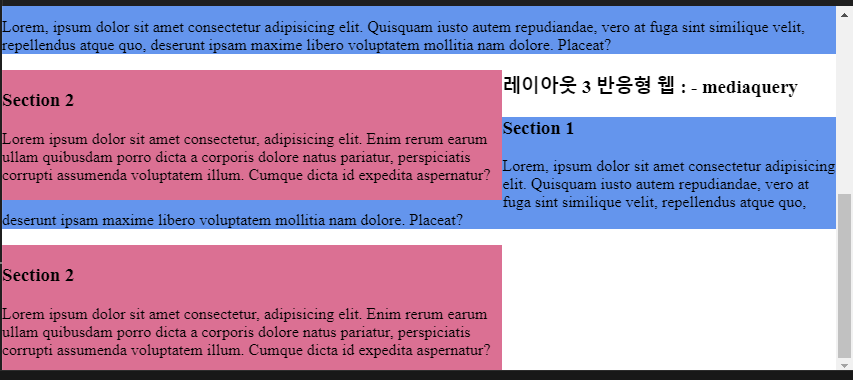 Lorem, ipsum dolor sit amet consectetur adipisicing elit. Quisquam iusto autem repudiandae, vero at fuga sint similique velit,
repellendus atque quo, deserunt ipsam maxime libero voluptatem mollitia nam dolore. Placeat?
Section 2
Lorem ipsum dolor sit amet consectetur, adipisicing elit. Enim rerum earum
ullam quibusdam porro dicta a corporis dolore natus pariatur, perspiciatis
corrupti assumenda voluptatem illum. Cumque dicta id expedita aspernatur?
레이아웃 3 반응형 웹 : - mediaquery
Section 1
Lorem, ipsum dolor sit amet consectetur adipisicing
elit. Quisquam iusto autem repudiandae, vero at
fuga sint similique velit, repellendus atque quo,
deserunt ipsam maxime libero voluptatem mollitia nam dolore. Placeat?
Section 2
Lorem ipsum dolor sit amet consectetur, adipisicing elit. Enim rerum earum
ullam quibusdam porro dicta a corporis dolore natus pariatur, perspiciatis
corrupti assumenda voluptatem illum. Cumque dicta id expedita aspernatur?